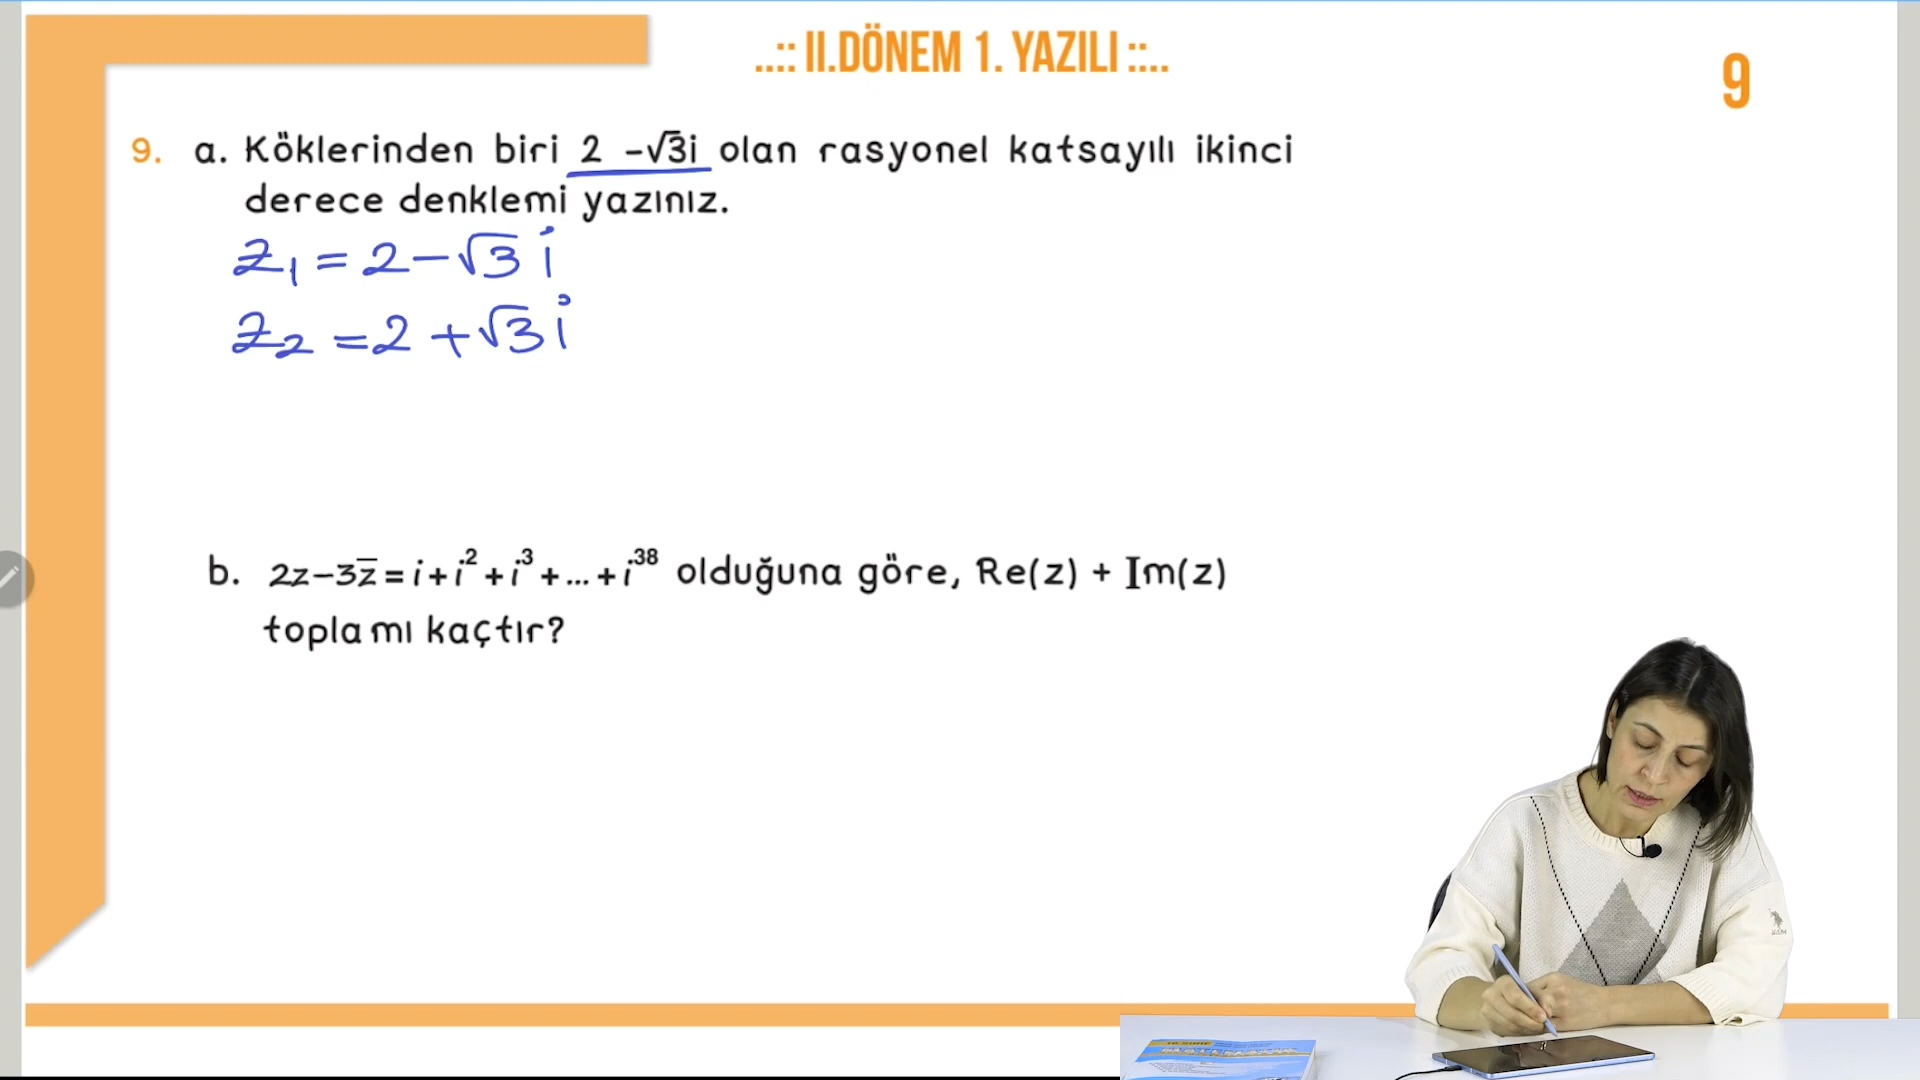 ..:: II.DÖNEM 1. YAZILI ::..
9
9. a. Köklerinden biri 2 -√3i olan rasyonel katsayılı ikinci
derece denklemi yazınız.
z₁ = 2-√3 i
z₂ = 2 +√3 i
b. 2z-3z̅ = i+i²+i³+...+i³⁸ olduğuna göre, Re(z) + Im(z)
toplamı kaçtır?